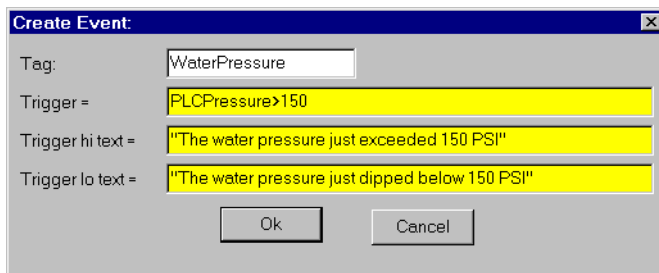 Create Event:
Tag: WaterPressure
Trigger = PLCPressure>150
Trigger hi text = "The water pressure just exceeded 150 PSI"
Trigger lo text = "The water pressure just dipped below 150 PSI"
Ok Cancel